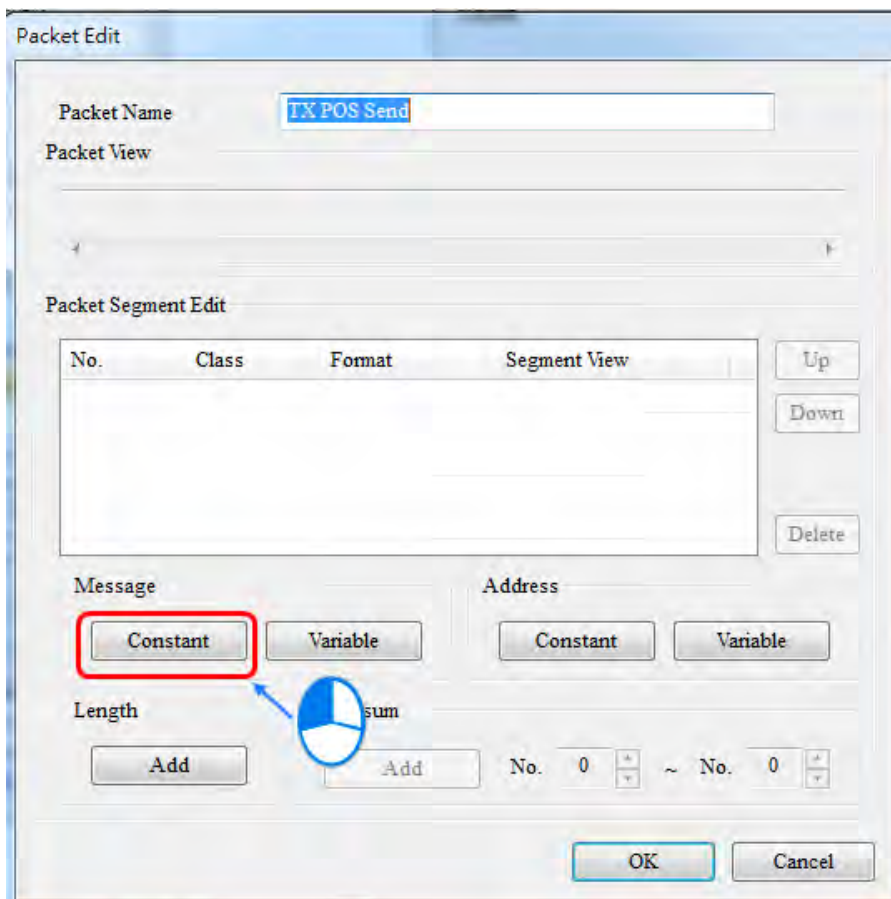 Packet Edit
Packet Name TX POS Send
Packet View
Packet Segment Edit
No. Class Format Segment View
Up
Down
Delete
Message Address
Constant Variable Constant Variable
Length sum
Add Add No. 0 ~ No. 0
OK Cancel